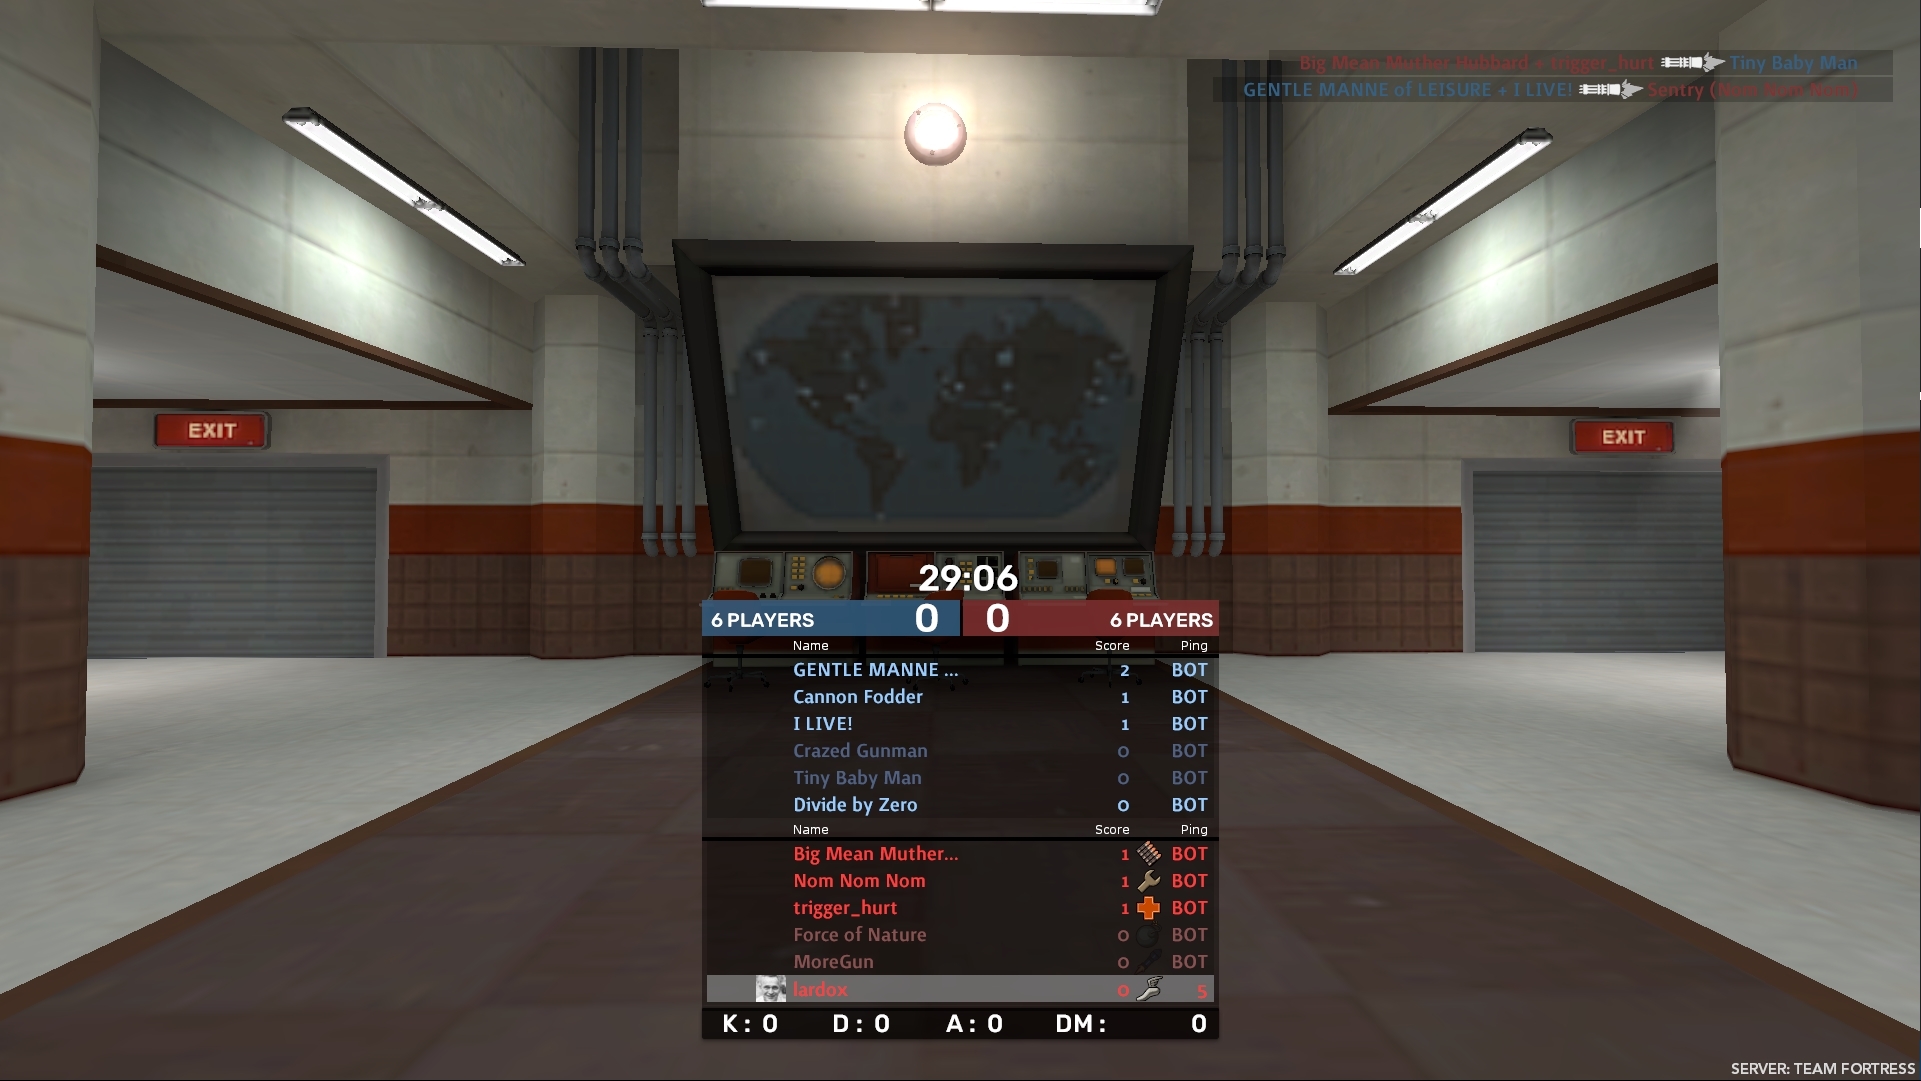 Big Mean Muther Hubbard + trigger_hurt Tiny Baby Man
GENTLE MANNE of LEISURE + I LIVE! Sentry (Nom Nom Nom)
EXIT
EXIT
29:06
6 PLAYERS 0 0 6 PLAYERS
Name Score Ping
GENTLE MANNE ... 2 BOT
Cannon Fodder 1 BOT
I LIVE! 1 BOT
Crazed Gunman 0 BOT
Tiny Baby Man 0 BOT
Divide by Zero 0 BOT
Name Score Ping
Big Mean Muther... 1 BOT
Nom Nom Nom 1 BOT
trigger_hurt 1 BOT
Force of Nature 0 BOT
MoreGun 0 BOT
lardox 0 5
K: 0 D: 0 A: 0 DM: 0
SERVER: TEAM FORTRESS